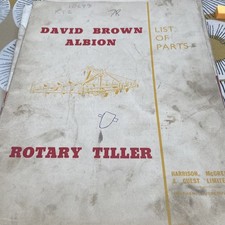 DAVID BROWN
ALBION
LIST
OF
PARTS
ROTARY TILLER
HARRISON, McGREGOR
& GUEST LIMITED